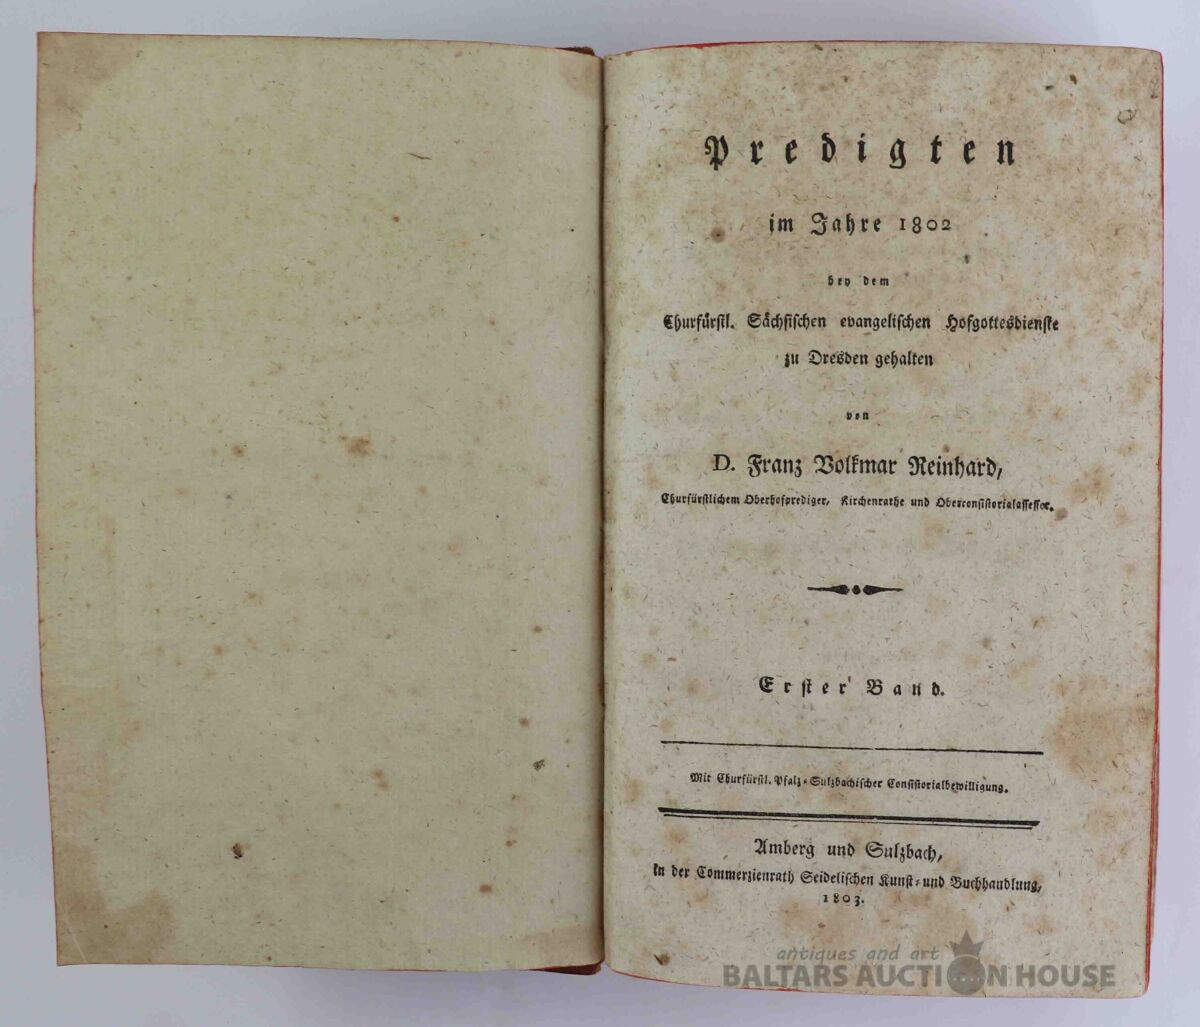 Predigten
im Jahre 1802
bey dem
Churfürstl. Sächsischen evangelischen Hofgottesdienste
zu Dresden gehalten
von
D. Franz Volkmar Reinhard,
Churfürstlichem Oberhofprediger, Kirchenrathe und Oberconsistorialassessor.
Erster Band.
Mit Churfürstl. Pfalz-Sulzbachischer Consistorialbewilligung.
Amberg und Sulzbach,
in der Commerzienrath Seidelischen Kunst- und Buchhandlung,
1803.
antiques and art
BALTARS AUCTION HOUSE